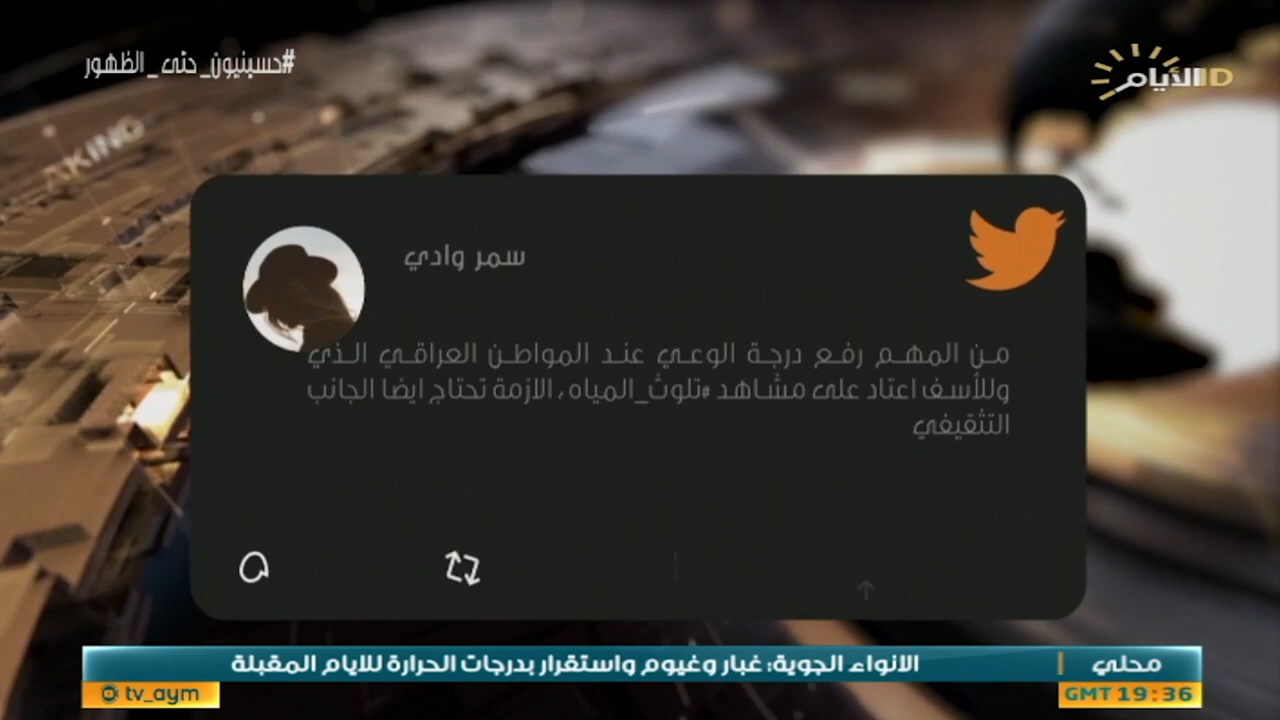 #حسينيون_حتى_الظهور
الأيام HD
سمر وادي
من المهم رفع درجة الوعي عند المواطن العراقي الذي
وللأسف اعتاد على مشاهد #تلوث_المياه ، الازمة تحتاج ايضا الجانب
التثقيفي
محلي
الانواء الجوية: غبار وغيوم واستقرار بدرجات الحرارة للايام المقبلة
tv_aym
GMT 19:36